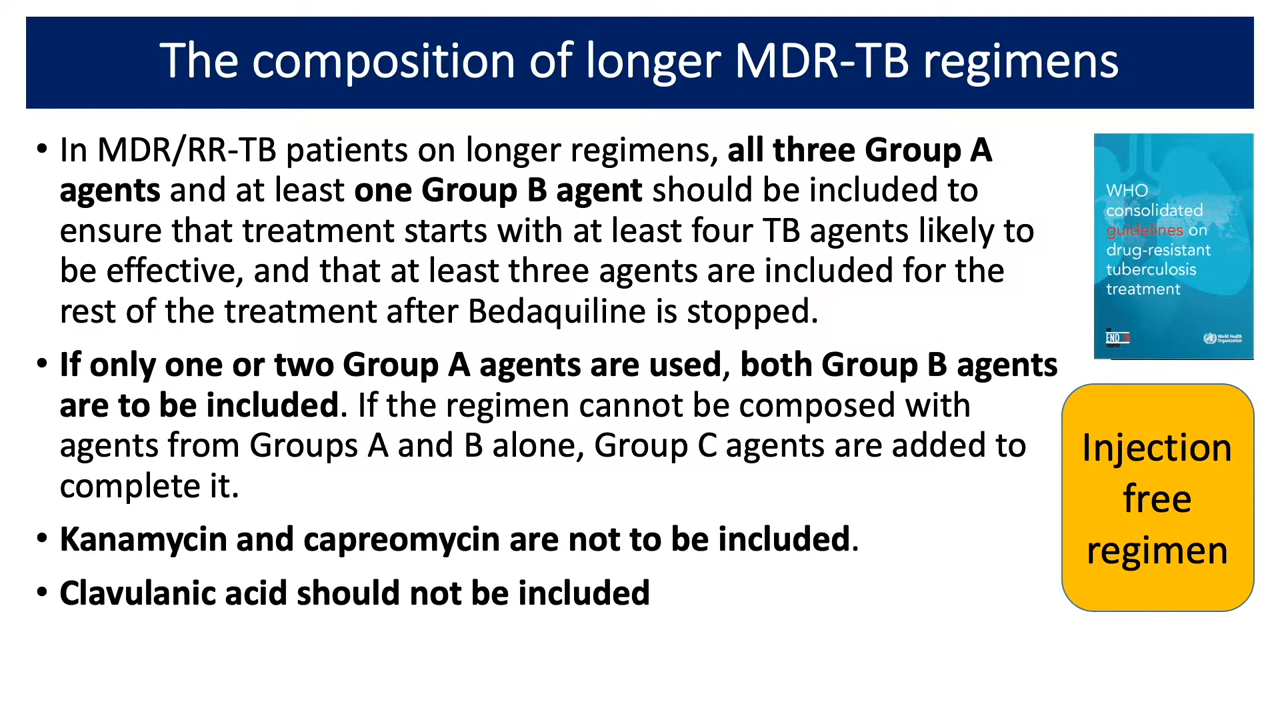 The composition of longer MDR-TB regimens
• In MDR/RR-TB patients on longer regimens, all three Group A
agents and at least one Group B agent should be included to
ensure that treatment starts with at least four TB agents likely to
be effective, and that at least three agents are included for the
rest of the treatment after Bedaquiline is stopped.
• If only one or two Group A agents are used, both Group B agents
are to be included. If the regimen cannot be composed with
agents from Groups A and B alone, Group C agents are added to
complete it.
• Kanamycin and capreomycin are not to be included.
• Clavulanic acid should not be included
WHO
consolidated
guidelines on
drug-resistant
tuberculosis
treatment
END
World Health
Organization
Injection
free
regimen